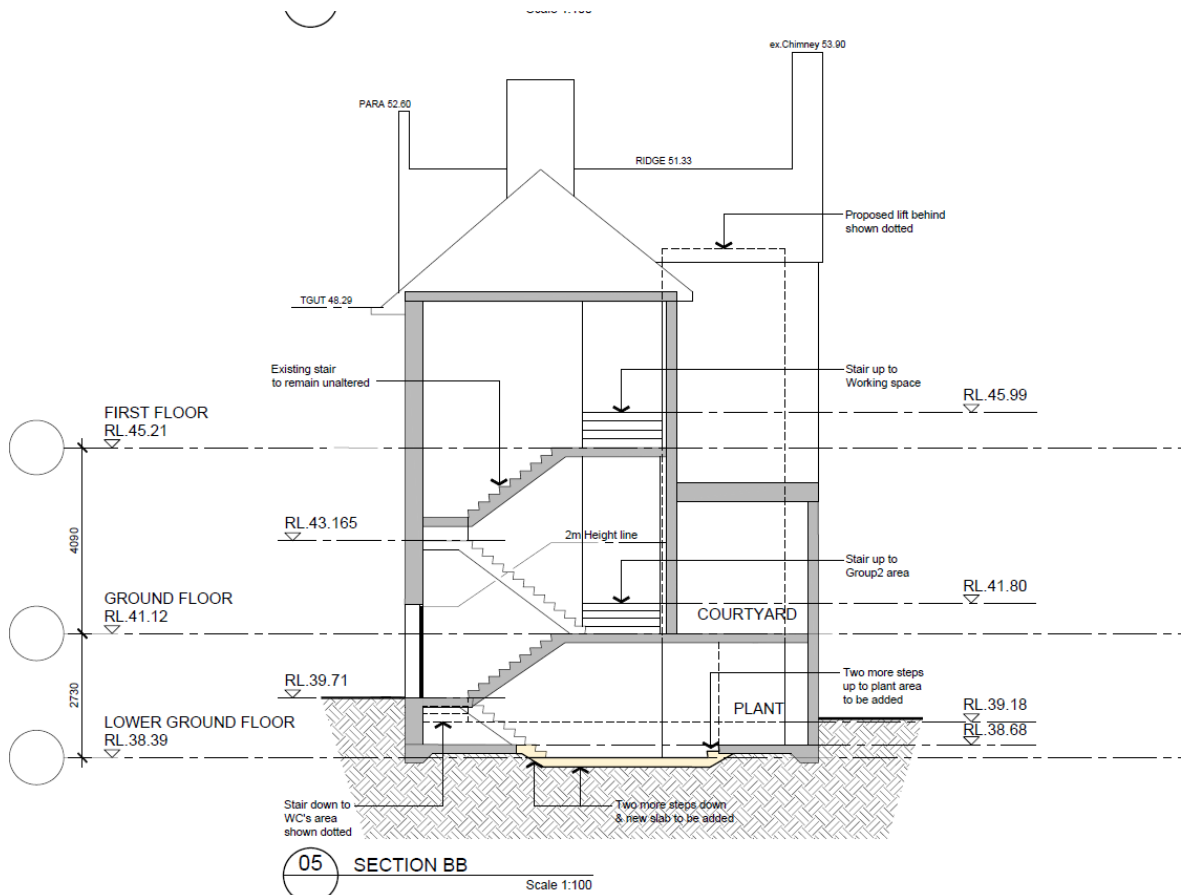 ex.Chimney 53.90
PARA 52.60
RIDGE 51.33
Proposed lift behind
shown dotted
TGUT 48.29
Existing stair
to remain unaltered
Stair up to
Working space
RL.45.99
FIRST FLOOR
RL.45.21
RL.43.165
2m Height line
4090
Stair up to
Group2 area
RL.41.80
GROUND FLOOR
RL.41.12
COURTYARD
Two more steps
up to plant area
to be added
RL.39.71
2730
PLANT
RL.39.18
LOWER GROUND FLOOR
RL.38.39
RL.38.68
Stair down to
WC's area
shown dotted
Two more steps down
& new slab to be added
05 SECTION BB
Scale 1:100